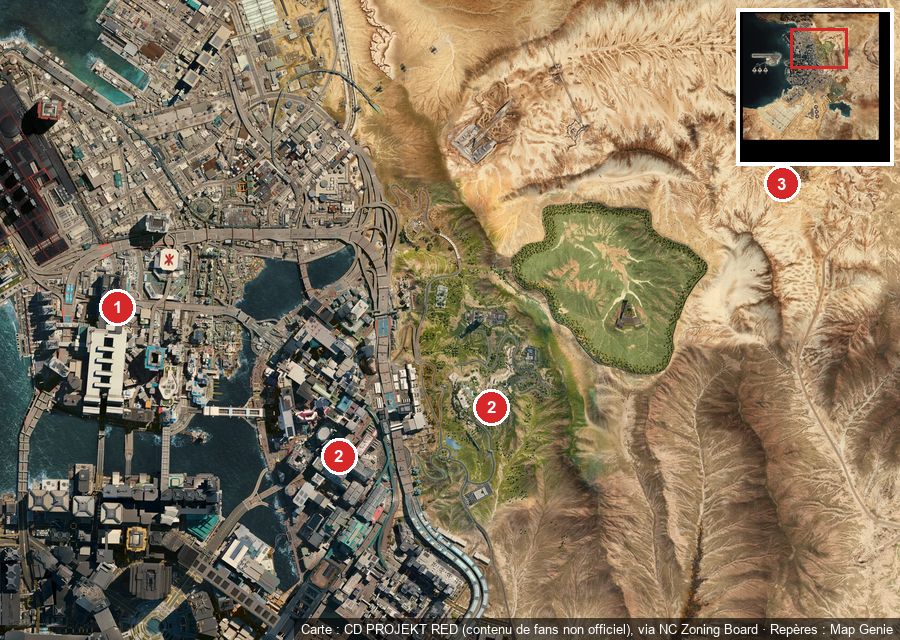 3
1
2
2
Carte : CD PROJEKT RED (contenu de fans non officiel), via NC Zoning Board · Repères : Map Genie